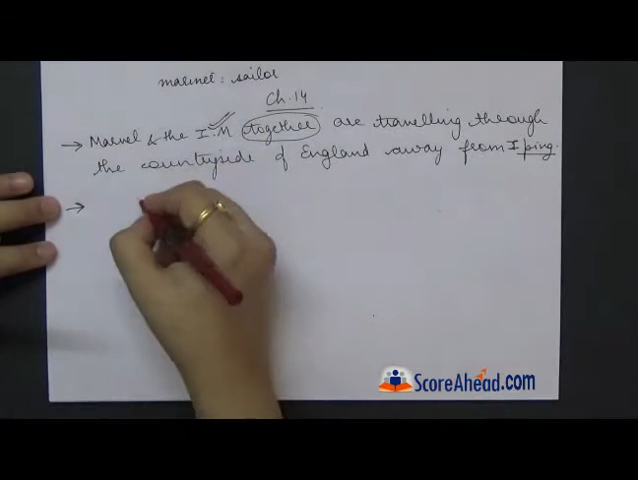 mariner : sailor
Ch. 14
→ Marvel & the I.M together are travelling through
the countryside of England away from Iping.
→
ScoreAhead.com